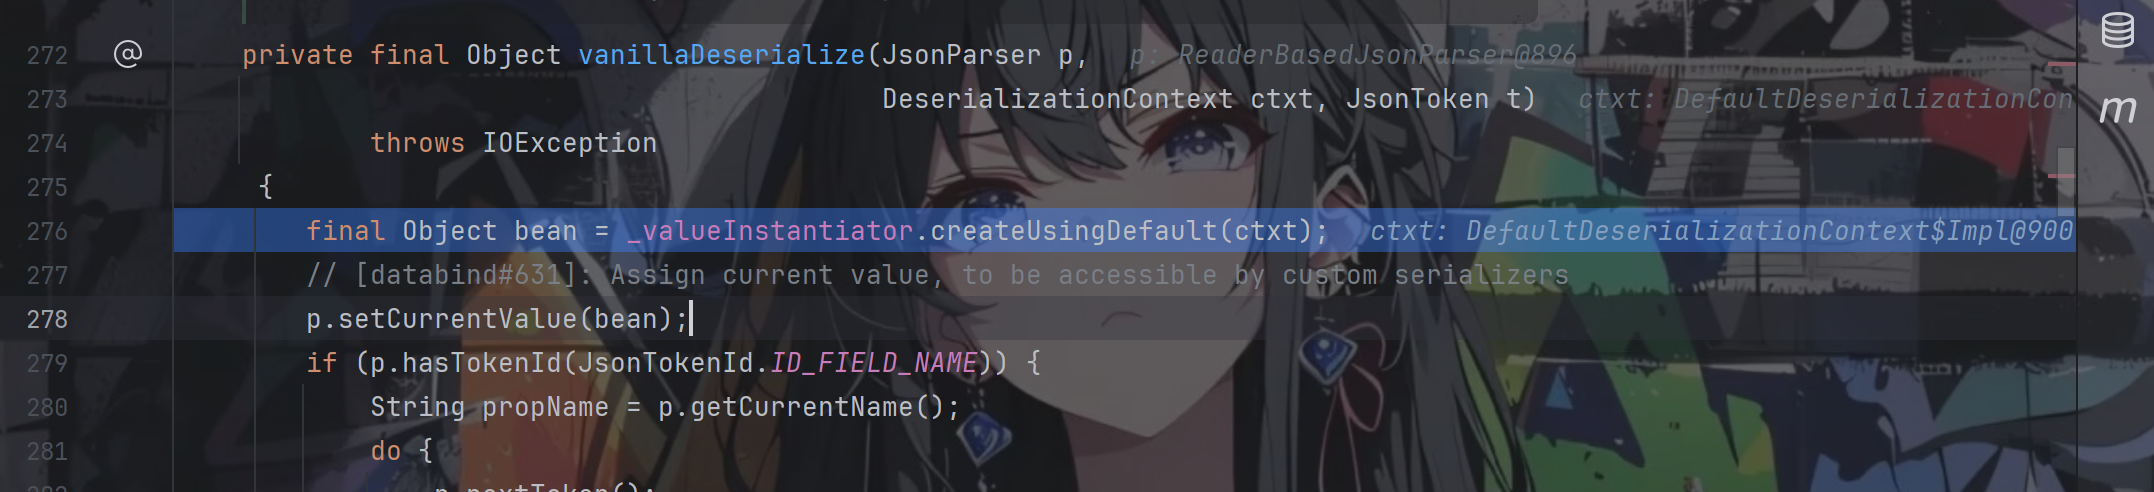 272 @ private final Object vanillaDeserialize(JsonParser p, p: ReaderBasedJsonParser@896
273 DeserializationContext ctxt, JsonToken t) ctxt: DefaultDeserializationCon
274 throws IOException
275 {
276 final Object bean = _valueInstantiator.createUsingDefault(ctxt); ctxt: DefaultDeserializationContext$Impl@900
277 // [databind#631]: Assign current value, to be accessible by custom serializers
278 p.setCurrentValue(bean);
279 if (p.hasTokenId(JsonTokenId.ID_FIELD_NAME)) {
280 String propName = p.getCurrentName();
281 do {
p.nextToken();
m